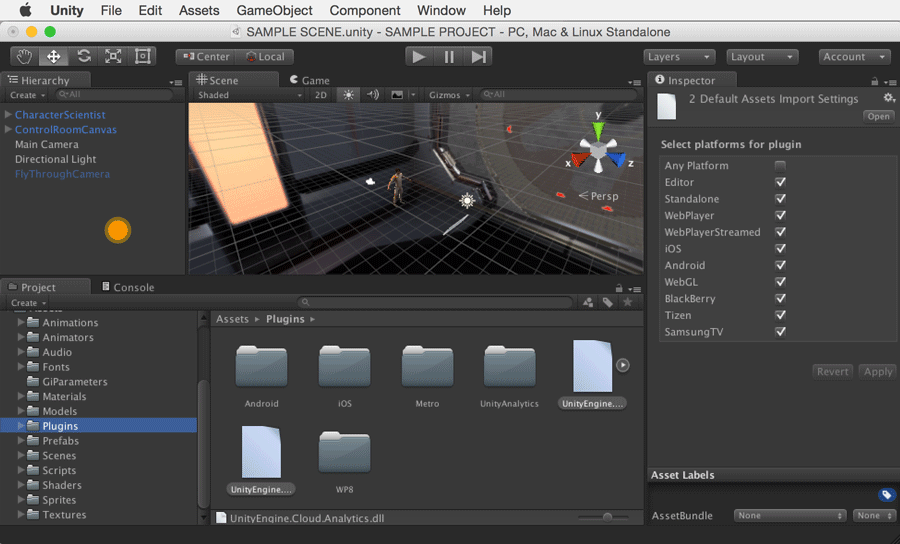 Unity File Edit Assets GameObject Component Window Help
SAMPLE SCENE.unity - SAMPLE PROJECT - PC, Mac & Linux Standalone
Center Local Layers Layout Account
Hierarchy
Create All
CharacterScientist
ControlRoomCanvas
Main Camera
Directional Light
FlyThroughCamera
Scene Game
Shaded 2D Gizmos All
y
x z
Persp
Inspector
2 Default Assets Import Settings
Open
Select platforms for plugin
Any Platform
Editor
Standalone
WebPlayer
WebPlayerStreamed
iOS
Android
WebGL
BlackBerry
Tizen
SamsungTV
Revert Apply
Project Console
Create
Animations
Animators
Audio
Fonts
GiParameters
Materials
Models
Plugins
Prefabs
Scenes
Scripts
Shaders
Sprites
Textures
Assets ▸ Plugins ▸
Android iOS Metro UnityAnalytics UnityEngine....
UnityEngine.... WP8
UnityEngine.Cloud.Analytics.dll
Asset Labels
AssetBundle None None